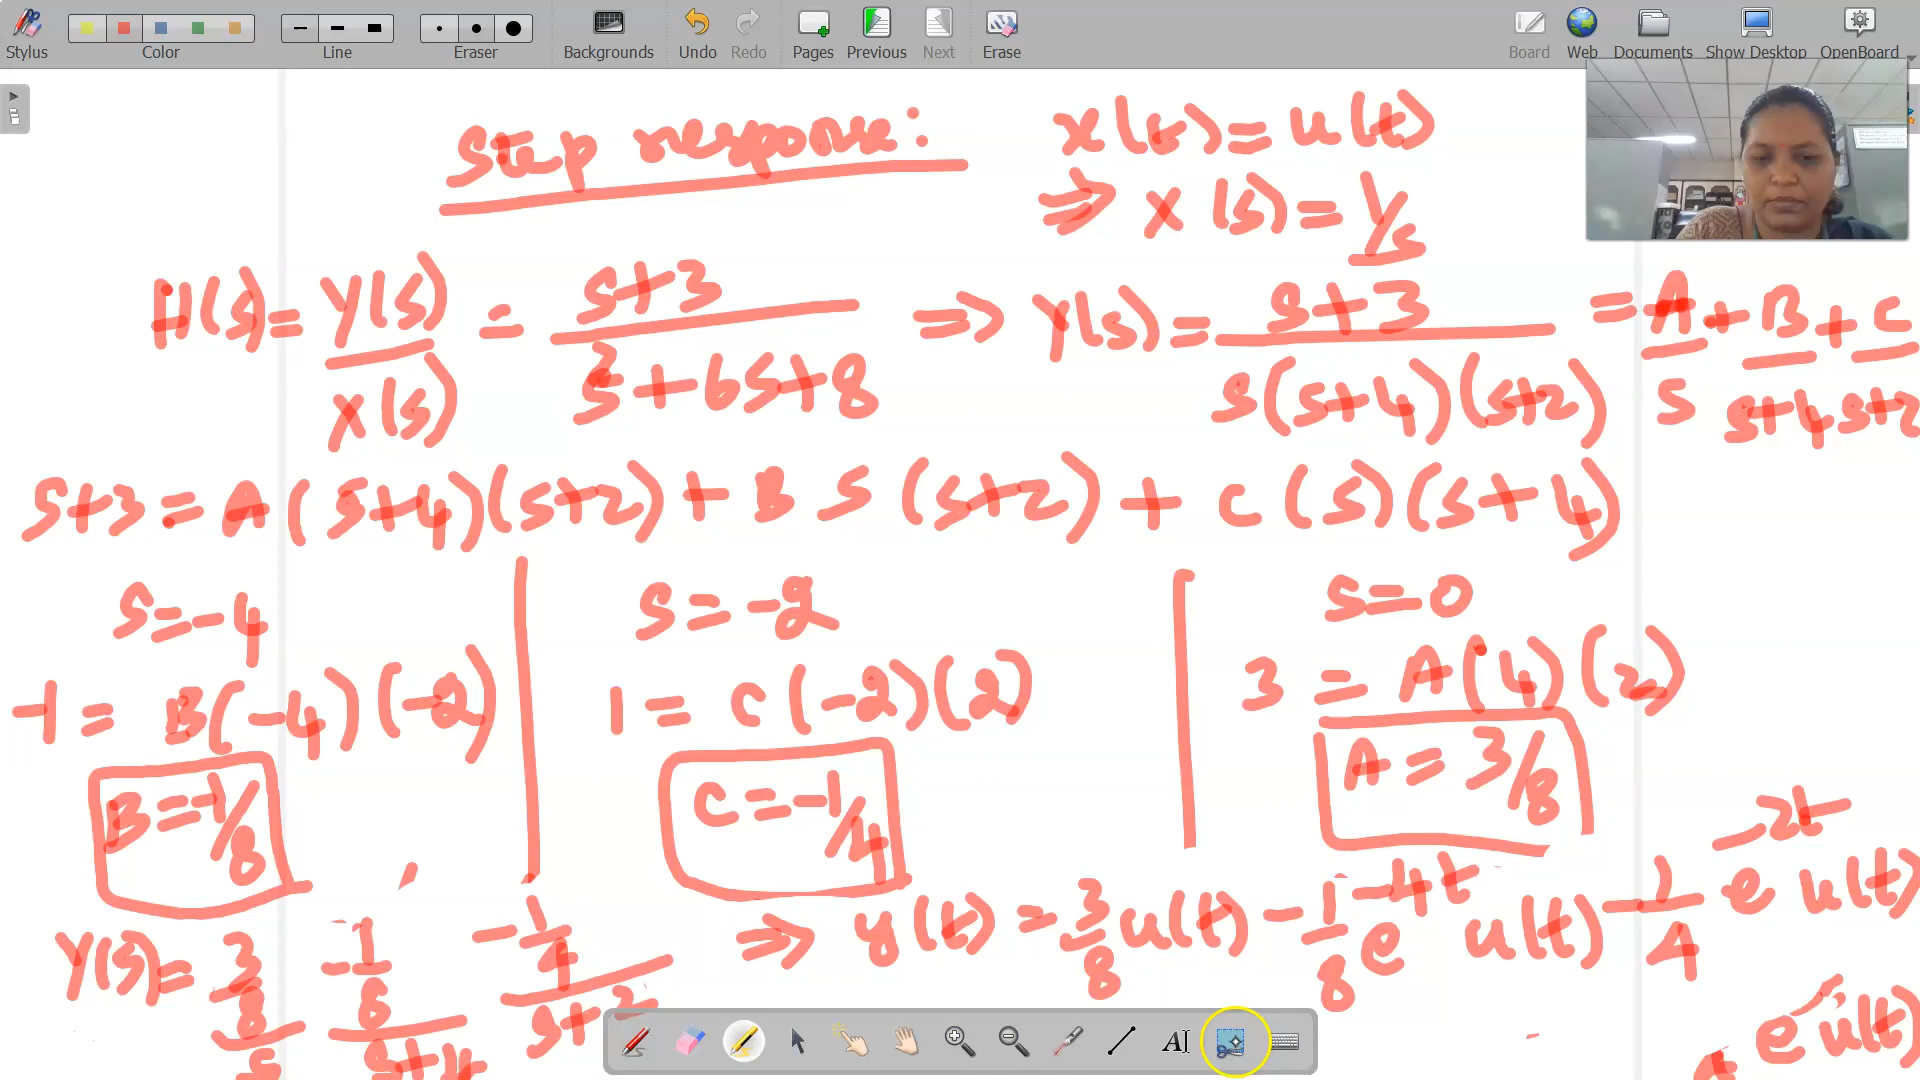 Stylus Color Line Eraser Backgrounds Undo Redo Pages Previous Next Erase Board Web Documents Show Desktop OpenBoard
Step response: x(t)=u(t)
⇒ X(s)=1/s
H(s)= Y(s)/X(s) = (s+3)/(s²+6s+8) ⇒ Y(s)= (s+3)/(s(s+4)(s+2)) = A/s + B/(s+4) + C/(s+2)
s+3 = A(s+4)(s+2)+ B s(s+2) + C(s)(s+4)
s=-4 s=-2 s=0
-1 = B(-4)(-2) 1 = C(-2)(2) 3 = A(4)(2)
B=-1/8 C=-1/4 A=3/8
⇒ y(t) = 3/8 u(t) - 1/8 e^-4t u(t) - 1/4 e^-2t u(t)
Y(s)= (3/8)/s (-1/8)/(s+4) (-1/4)/(s+2)
u(t)
AI